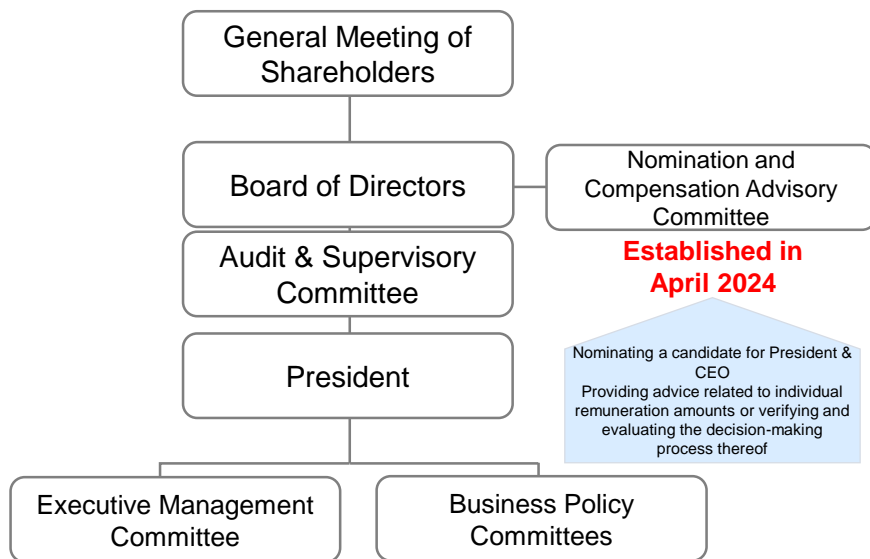 General Meeting of
Shareholders
Board of Directors
Nomination and
Compensation Advisory
Committee
Established in
April 2024
Audit & Supervisory
Committee
President
Nominating a candidate for President &
CEO
Providing advice related to individual
remuneration amounts or verifying and
evaluating the decision-making
process thereof
Executive Management
Committee
Business Policy
Committees